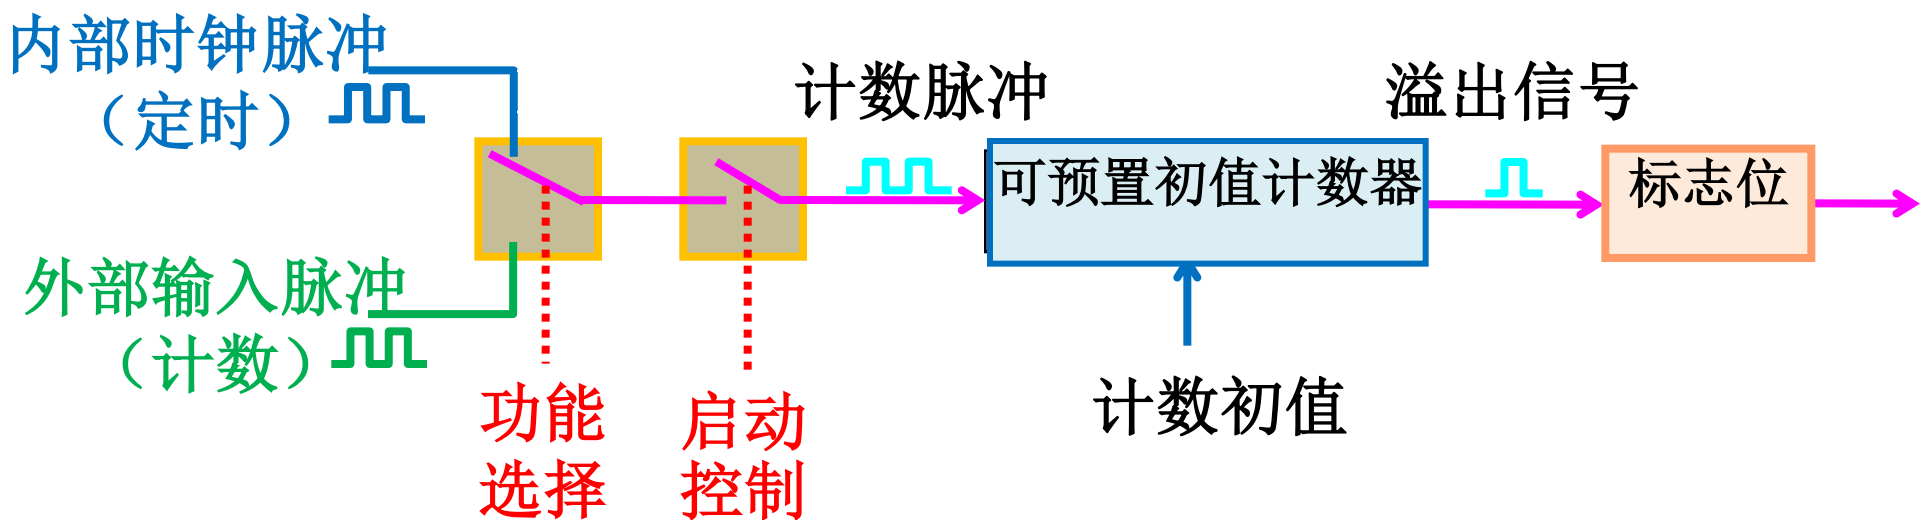 内部时钟脉冲
（定时）
计数脉冲
溢出信号
可预置初值计数器
标志位
外部输入脉冲
（计数）
计数初值
功能
选择
启动
控制